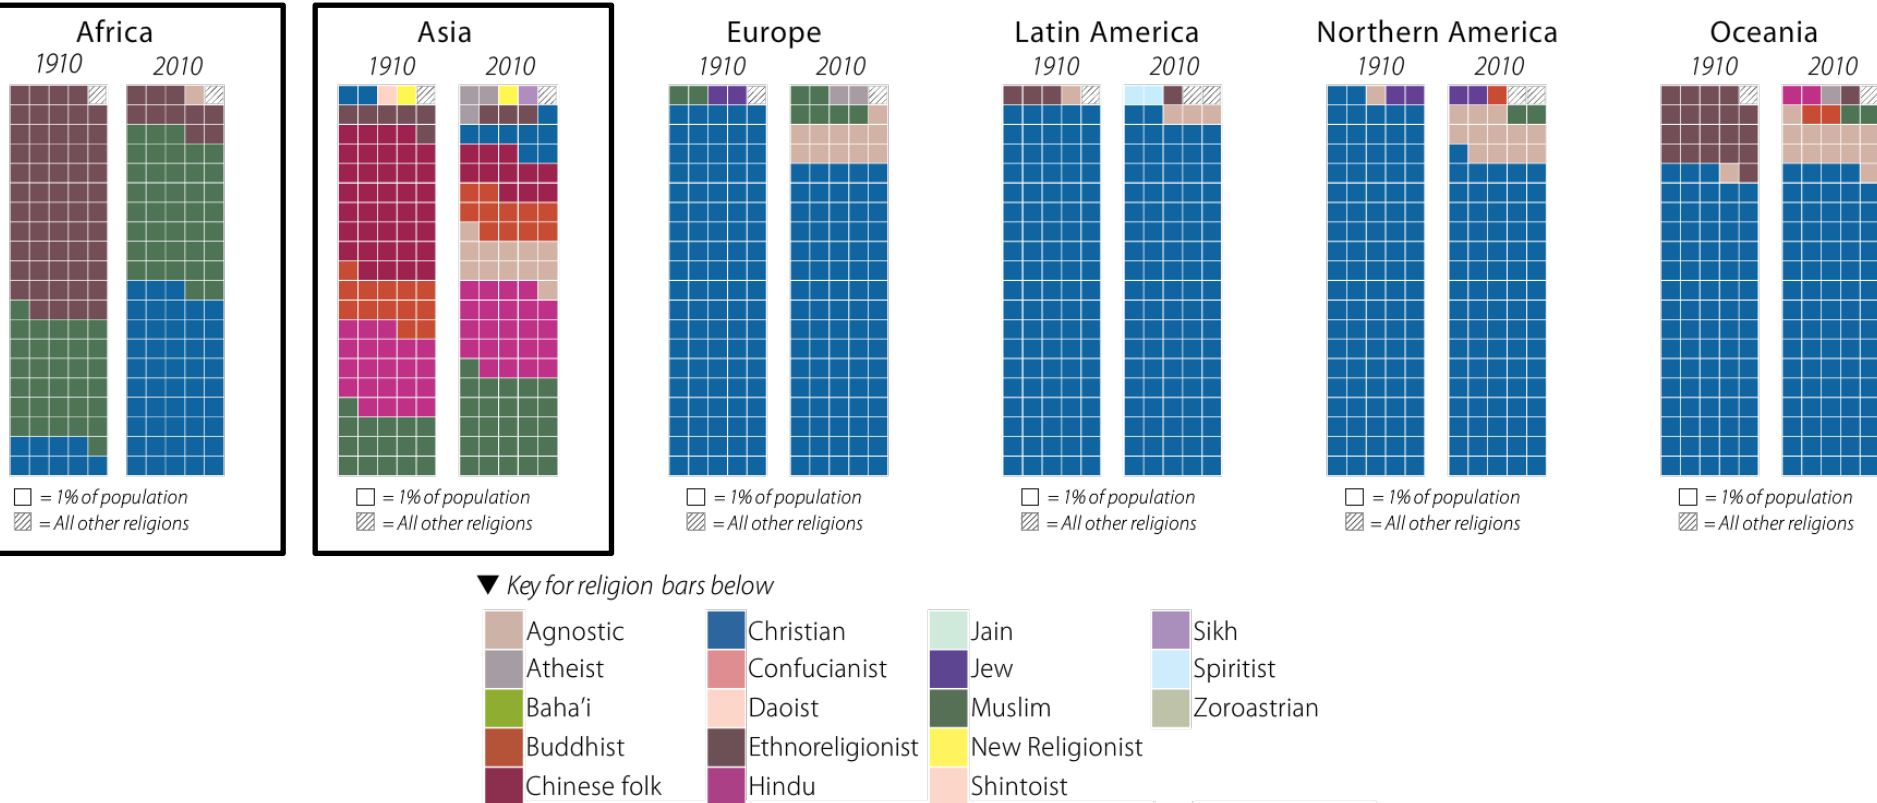 Africa Asia Europe Latin America Northern America Oceania
1910 2010 1910 2010 1910 2010 1910 2010 1910 2010 1910 2010
= 1% of population = 1% of population = 1% of population = 1% of population = 1% of population = 1% of population
= All other religions = All other religions = All other religions = All other religions = All other religions = All other religions
▼ Key for religion bars below
Agnostic Christian Jain Sikh
Atheist Confucianist Jew Spiritist
Baha’i Daoist Muslim Zoroastrian
Buddhist Ethnoreligionist New Religionist
Chinese folk Hindu Shintoist